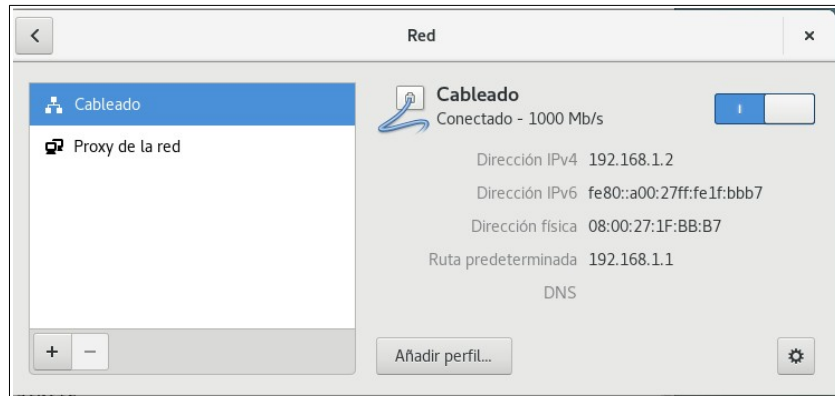 Red
Cableado
Proxy de la red
Cableado
Conectado - 1000 Mb/s
Dirección IPv4 192.168.1.2
Dirección IPv6 fe80::a00:27ff:fe1f:bbb7
Dirección física 08:00:27:1F:BB:B7
Ruta predeterminada 192.168.1.1
DNS
Añadir perfil...